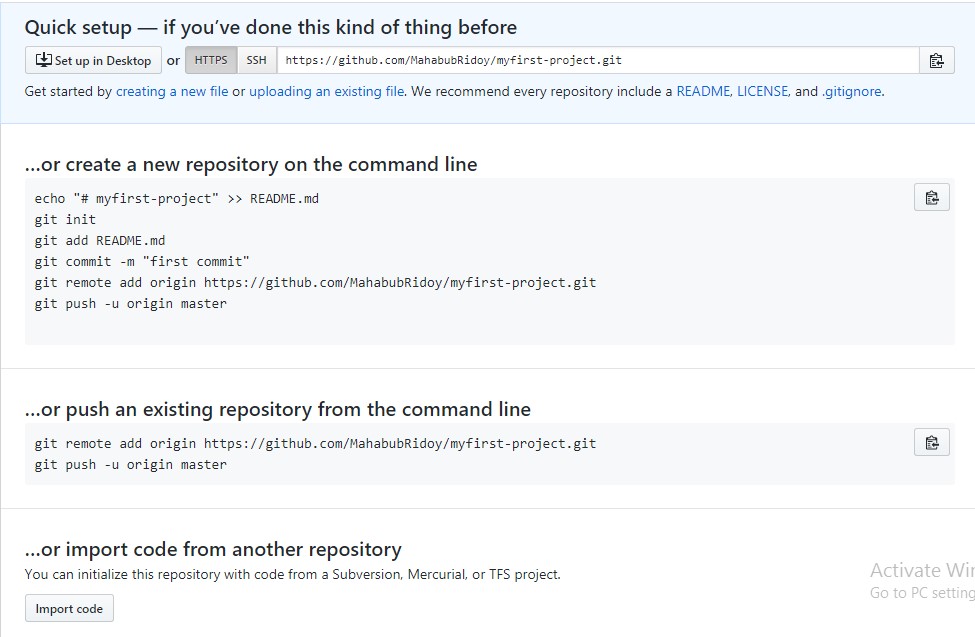 Quick setup — if you’ve done this kind of thing before
Set up in Desktop or HTTPS SSH https://github.com/MahabubRidoy/myfirst-project.git
Get started by creating a new file or uploading an existing file. We recommend every repository include a README, LICENSE, and .gitignore.
…or create a new repository on the command line
echo "# myfirst-project" >> README.md
git init
git add README.md
git commit -m "first commit"
git remote add origin https://github.com/MahabubRidoy/myfirst-project.git
git push -u origin master
…or push an existing repository from the command line
git remote add origin https://github.com/MahabubRidoy/myfirst-project.git
git push -u origin master
…or import code from another repository
You can initialize this repository with code from a Subversion, Mercurial, or TFS project.
Import code
Activate Win
Go to PC setting